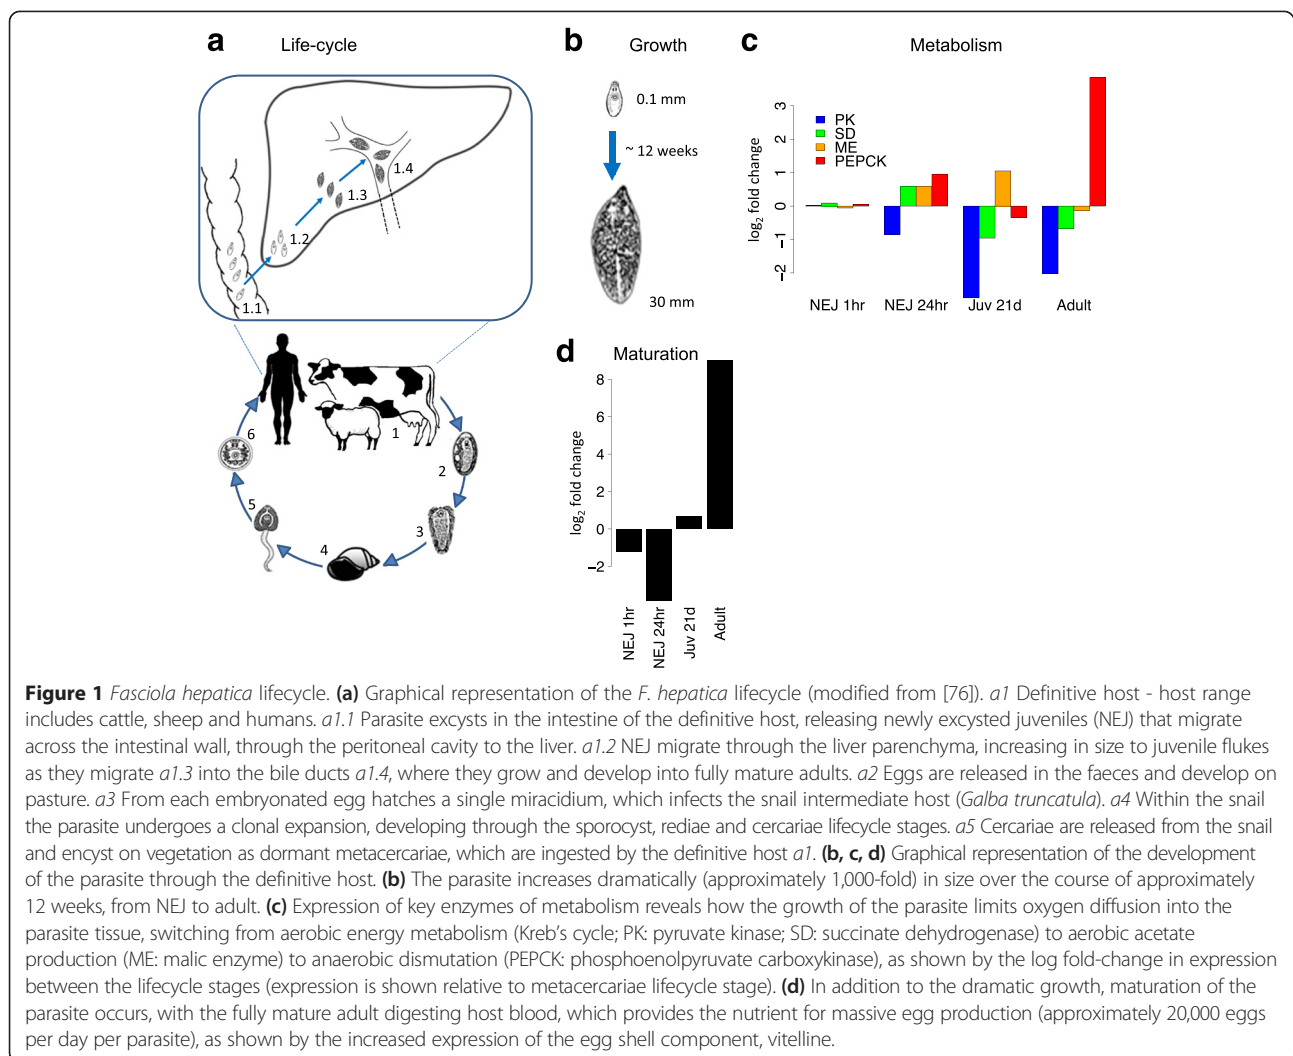 a Life-cycle
1.1
1.2
1.3
1.4
1
2
3
4
5
6
b Growth
0.1 mm
~ 12 weeks
30 mm
c Metabolism
log2 fold change
3
2
1
0
−1
−2
PK
SD
ME
PEPCK
NEJ 1hr NEJ 24hr Juv 21d Adult
d Maturation
log2 fold change
8
6
4
2
0
−2
NEJ 1hr
NEJ 24hr
Juv 21d
Adult
Figure 1 Fasciola hepatica lifecycle. (a) Graphical representation of the F. hepatica lifecycle (modified from [76]). a1 Definitive host - host range
includes cattle, sheep and humans. a1.1 Parasite excysts in the intestine of the definitive host, releasing newly excysted juveniles (NEJ) that migrate
across the intestinal wall, through the peritoneal cavity to the liver. a1.2 NEJ migrate through the liver parenchyma, increasing in size to juvenile flukes
as they migrate a1.3 into the bile ducts a1.4, where they grow and develop into fully mature adults. a2 Eggs are released in the faeces and develop on
pasture. a3 From each embryonated egg hatches a single miracidium, which infects the snail intermediate host (Galba truncatula). a4 Within the snail
the parasite undergoes a clonal expansion, developing through the sporocyst, rediae and cercariae lifecycle stages. a5 Cercariae are released from the snail
and encyst on vegetation as dormant metacercariae, which are ingested by the definitive host a1. (b, c, d) Graphical representation of the development
of the parasite through the definitive host. (b) The parasite increases dramatically (approximately 1,000-fold) in size over the course of approximately
12 weeks, from NEJ to adult. (c) Expression of key enzymes of metabolism reveals how the growth of the parasite limits oxygen diffusion into the
parasite tissue, switching from aerobic energy metabolism (Kreb's cycle; PK: pyruvate kinase; SD: succinate dehydrogenase) to aerobic acetate
production (ME: malic enzyme) to anaerobic dismutation (PEPCK: phosphoenolpyruvate carboxykinase), as shown by the log fold-change in expression
between the lifecycle stages (expression is shown relative to metacercariae lifecycle stage). (d) In addition to the dramatic growth, maturation of the
parasite occurs, with the fully mature adult digesting host blood, which provides the nutrient for massive egg production (approximately 20,000 eggs
per day per parasite), as shown by the increased expression of the egg shell component, vitelline.